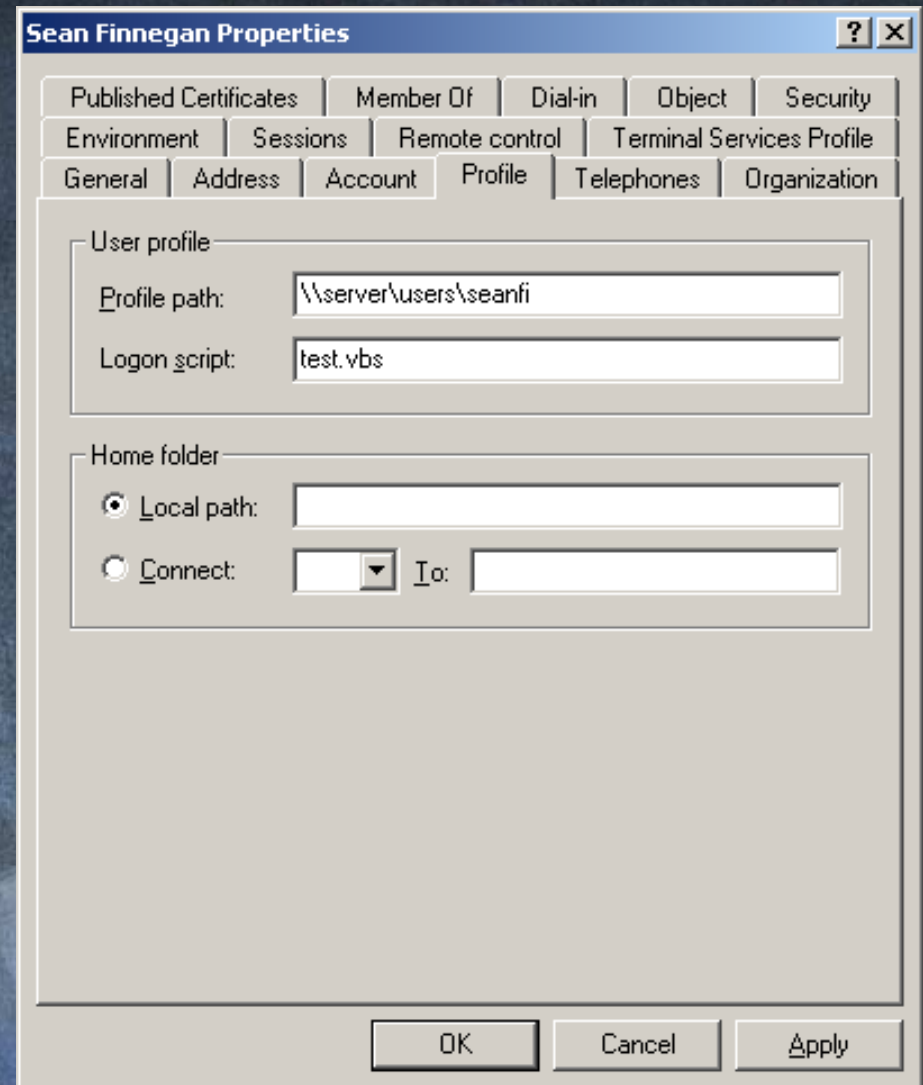 Sean Finnegan Properties ? X
Published Certificates Member Of Dial-in Object Security
Environment Sessions Remote control Terminal Services Profile
General Address Account Profile Telephones Organization
User profile
Profile path: \\server\users\seanfi
Logon script: test.vbs
Home folder
Local path:
Connect: To:
OK Cancel Apply